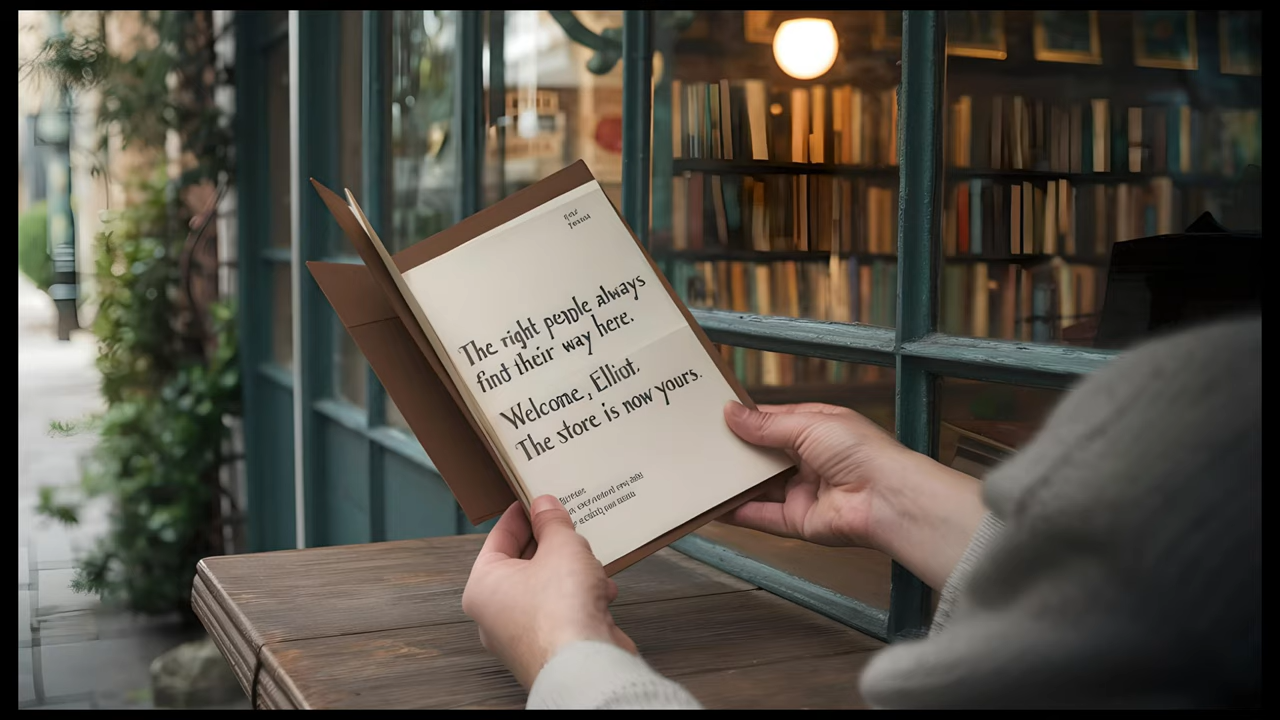 The right people always
find their way here.
Welcome, Elliot.
The store is now yours.